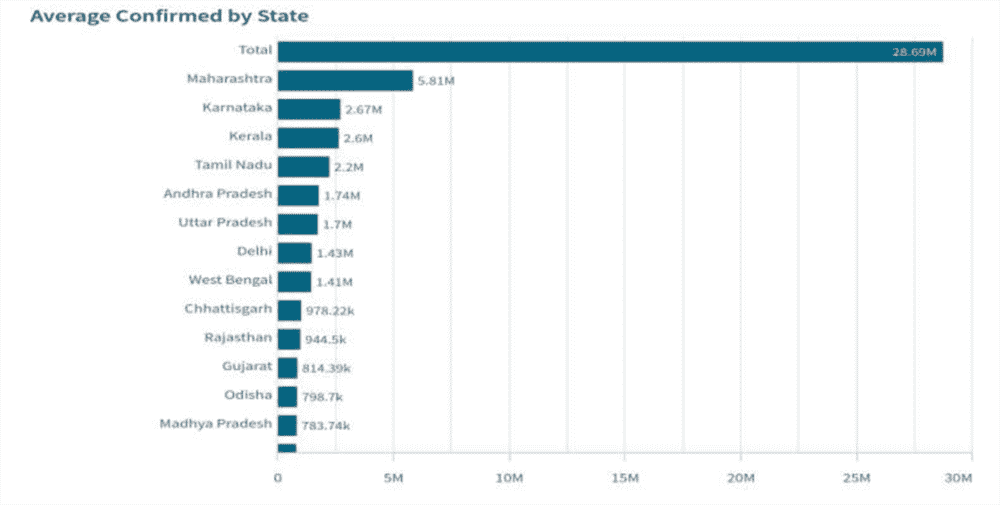 Average Confirmed by State
Total 28.69M
Maharashtra 5.81M
Karnataka 2.67M
Kerala 2.6M
Tamil Nadu 2.2M
Andhra Pradesh 1.74M
Uttar Pradesh 1.7M
Delhi 1.43M
West Bengal 1.41M
Chhattisgarh 978.22k
Rajasthan 944.5k
Gujarat 814.39k
Odisha 798.7k
Madhya Pradesh 783.74k
0 5M 10M 15M 20M 25M 30M